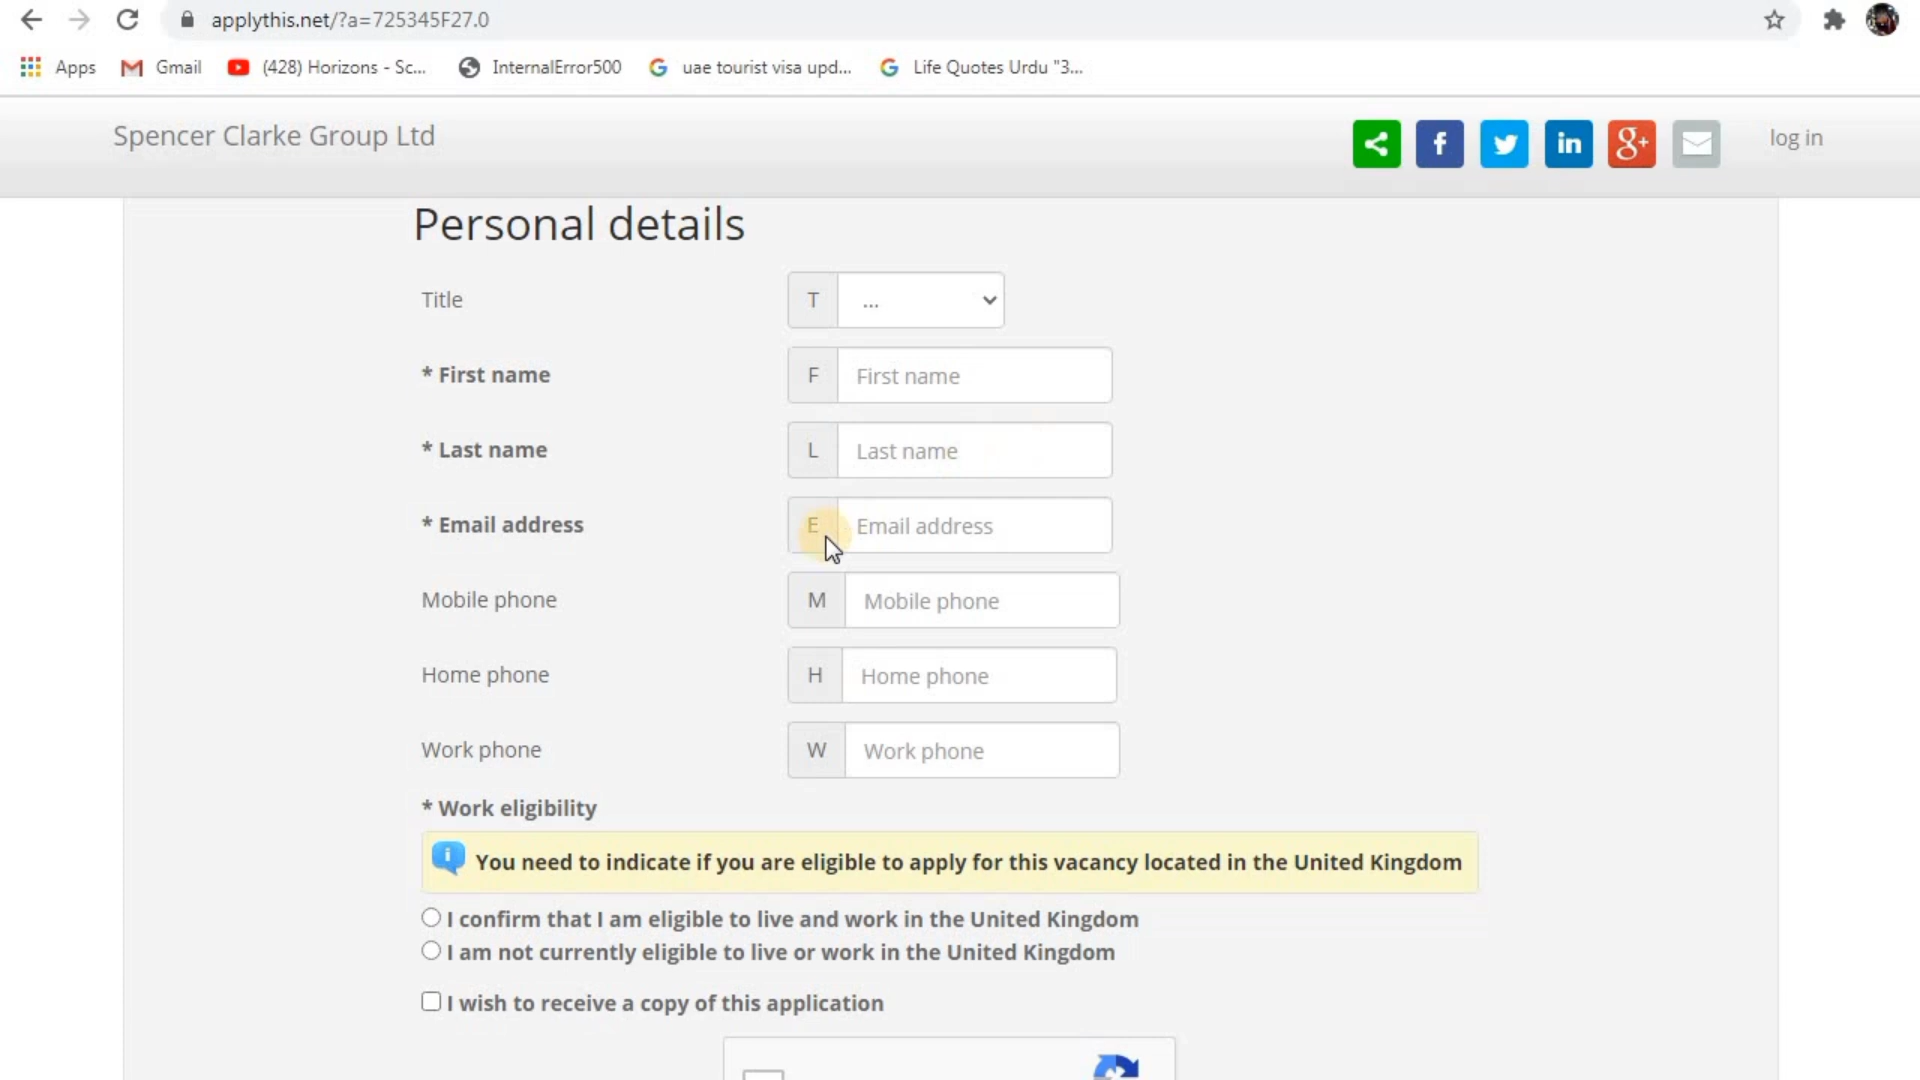 applythis.net/?a=725345F27.0
Apps
Gmail
(428) Horizons - Sc...
InternalError500
uae tourist visa upd...
Life Quotes Urdu "3...
Spencer Clarke Group Ltd
f
in
g+
log in
Personal details
Title
T
...
* First name
F
First name
* Last name
L
Last name
* Email address
E
Email address
Mobile phone
M
Mobile phone
Home phone
H
Home phone
Work phone
W
Work phone
* Work eligibility
i
You need to indicate if you are eligible to apply for this vacancy located in the United Kingdom
I confirm that I am eligible to live and work in the United Kingdom
I am not currently eligible to live or work in the United Kingdom
I wish to receive a copy of this application